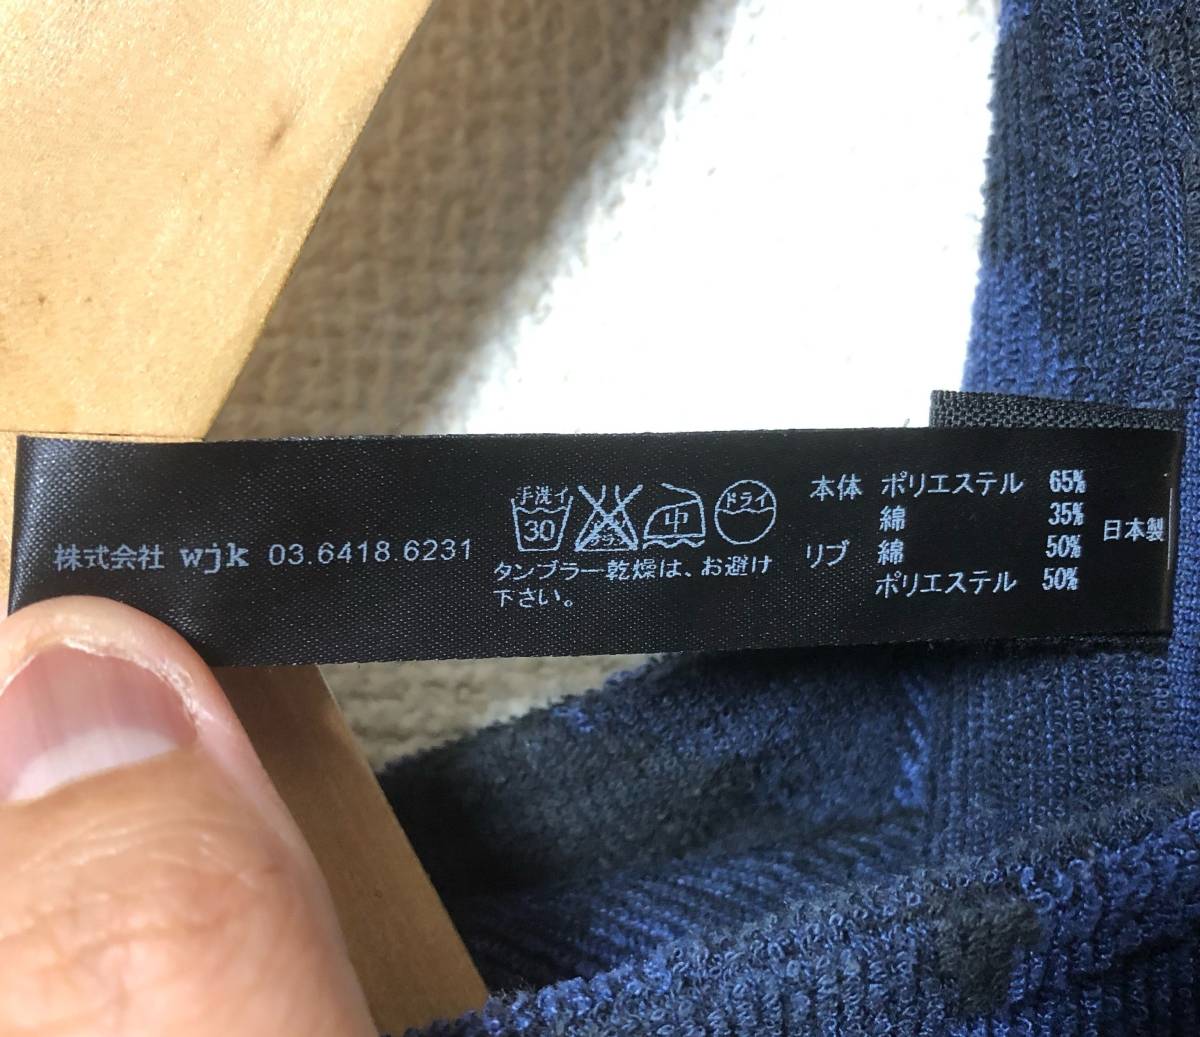 株式会社 wjk 03.6418.6231
手洗イ
30
中
ドライ
タンブラー乾燥は、お避け
下さい。
本体 ポリエステル 65%
綿 35%
リブ 綿 50%
ポリエステル 50%
日本製